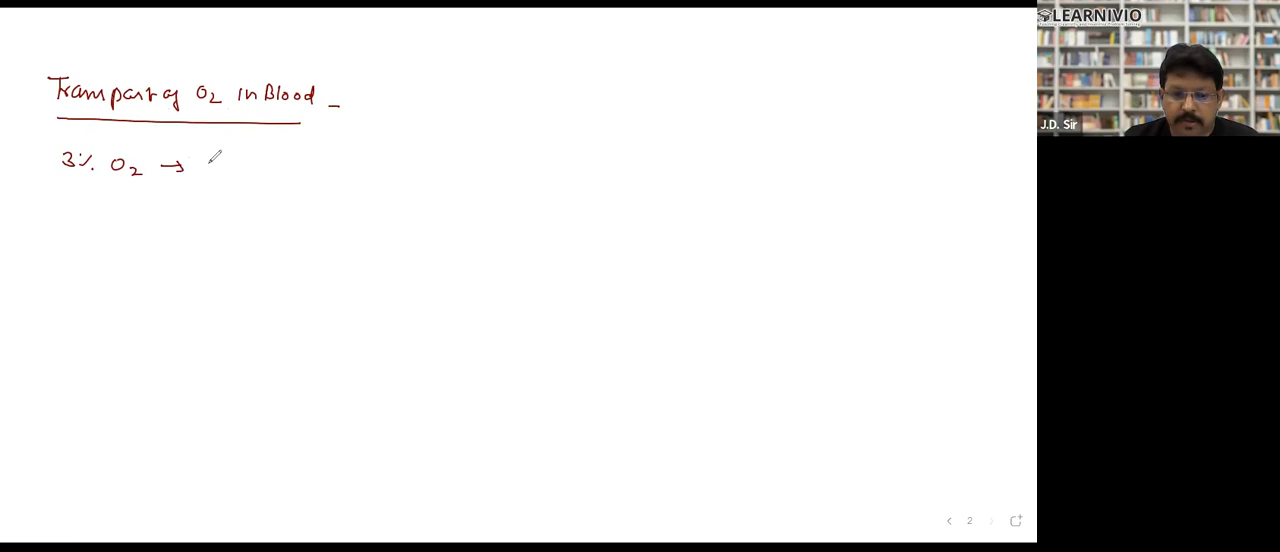 LEARNIVIO
J.D. Sir
Transport of O2 in Blood -
3% O2 →
2